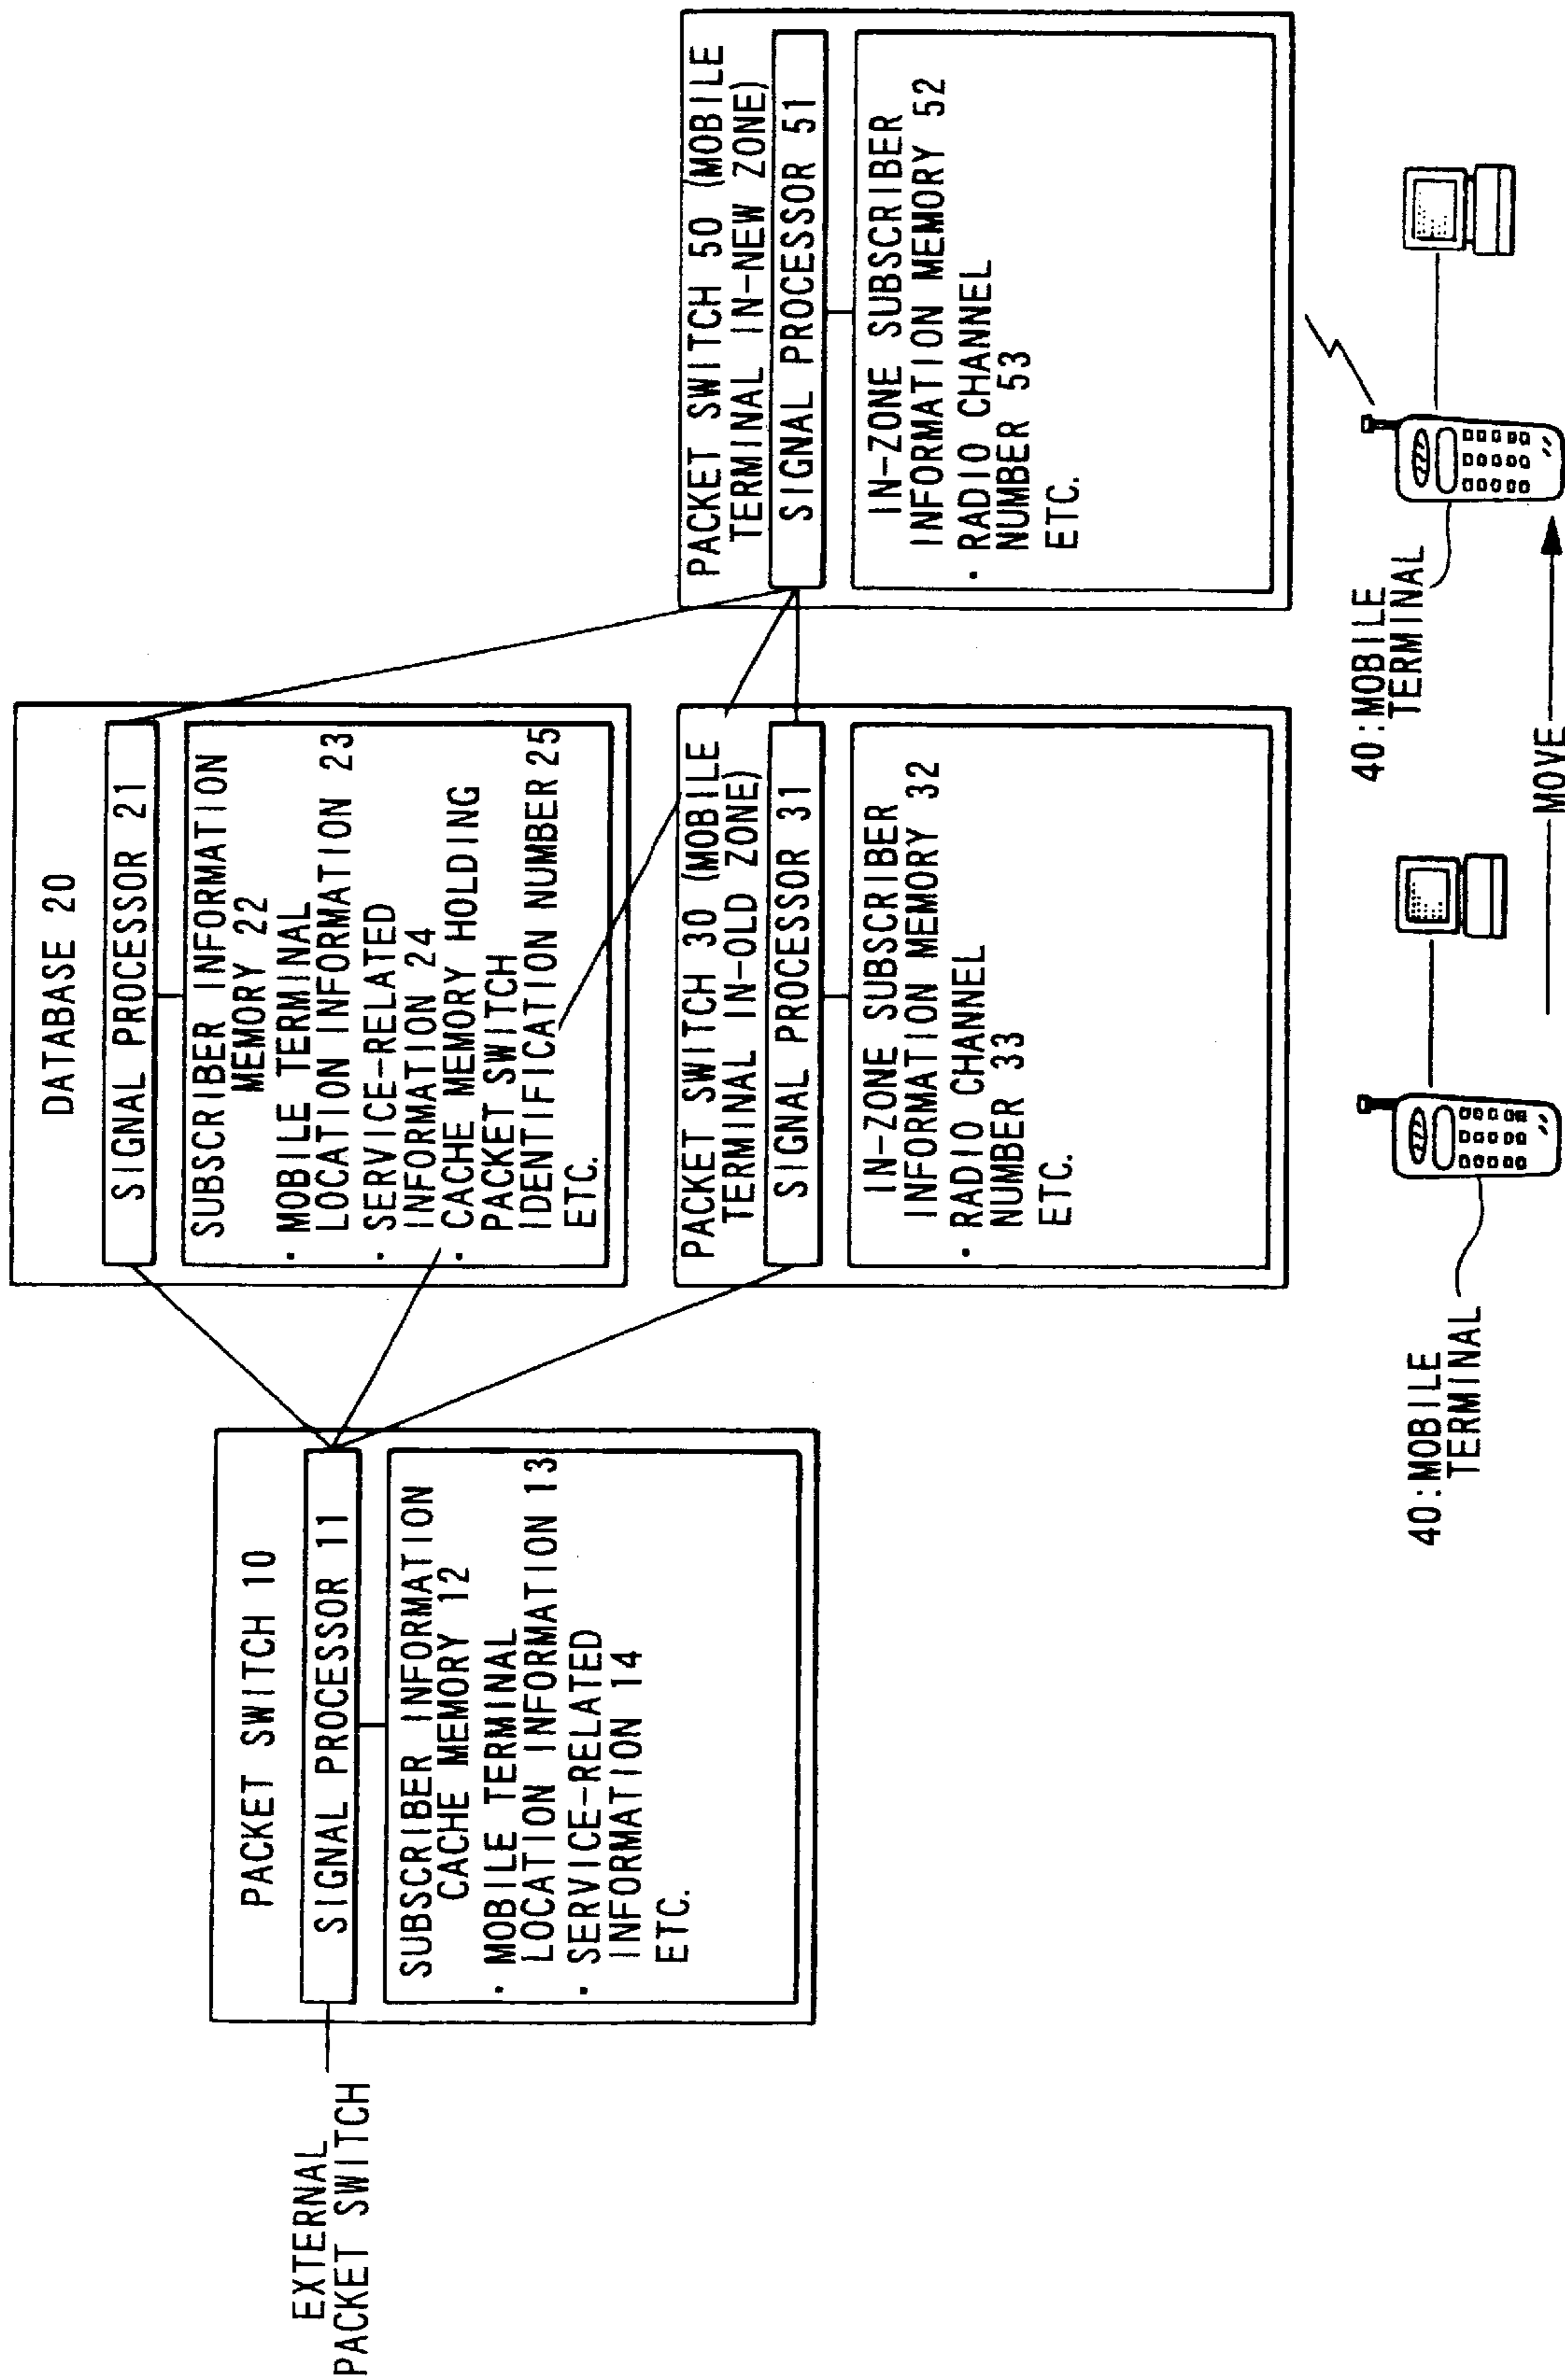 EXTERNAL
PACKET SWITCH
PACKET SWITCH 10
SIGNAL PROCESSOR 11
SUBSCRIBER INFORMATION
CACHE MEMORY 12
· MOBILE TERMINAL
LOCATION INFORMATION 13
· SERVICE-RELATED
INFORMATION 14
ETC.
DATABASE 20
SIGNAL PROCESSOR 21
SUBSCRIBER INFORMATION
MEMORY 22
· MOBILE TERMINAL
LOCATION INFORMATION 23
· SERVICE-RELATED
INFORMATION 24
· CACHE MEMORY HOLDING
PACKET SWITCH
IDENTIFICATION NUMBER 25
ETC.
PACKET SWITCH 30 (MOBILE
TERMINAL IN-OLD ZONE)
SIGNAL PROCESSOR 31
IN-ZONE SUBSCRIBER
INFORMATION MEMORY 32
· RADIO CHANNEL
NUMBER 33
ETC.
PACKET SWITCH 50 (MOBILE
TERMINAL IN-NEW ZONE)
SIGNAL PROCESSOR 51
IN-ZONE SUBSCRIBER
INFORMATION MEMORY 52
· RADIO CHANNEL
NUMBER 53
ETC.
40:MOBILE
TERMINAL
MOVE
40:MOBILE
TERMINAL